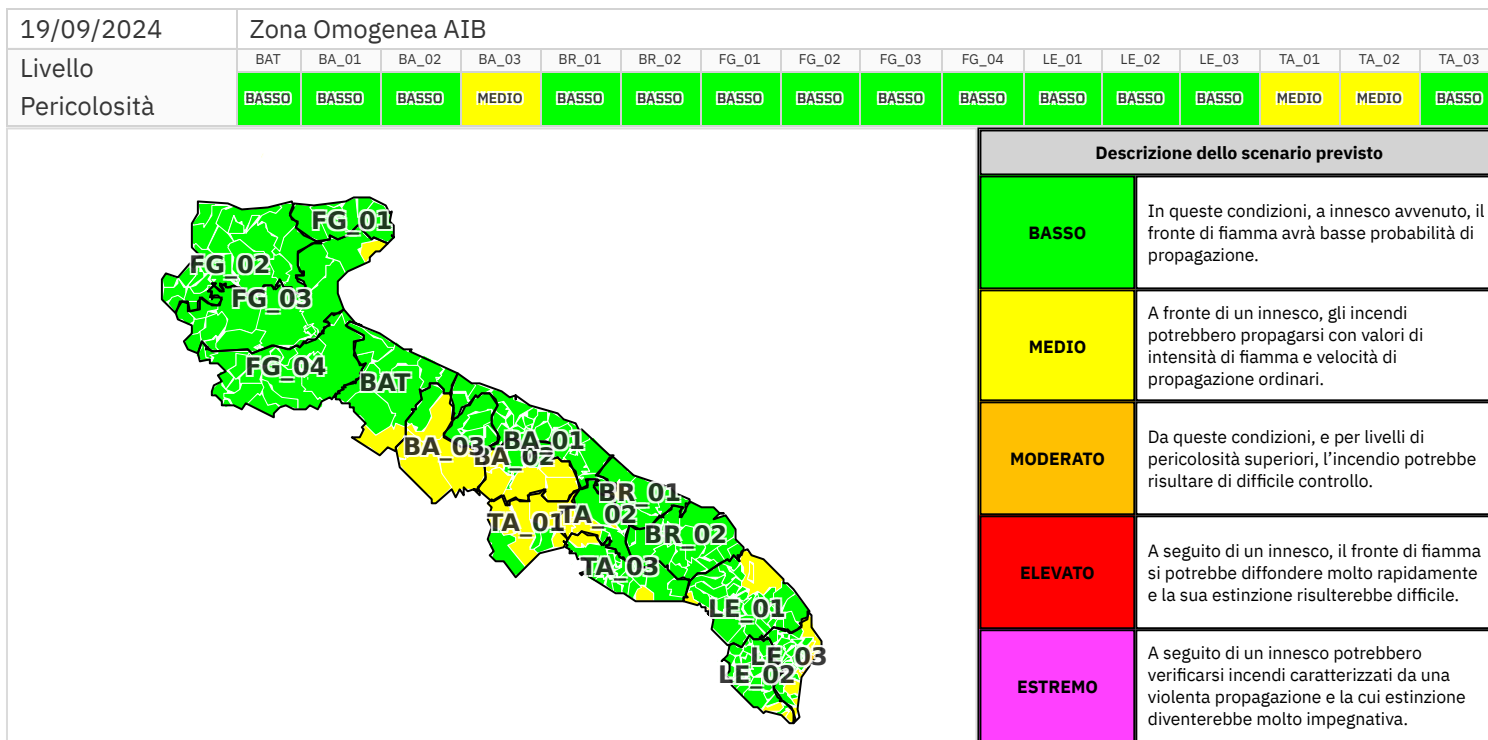 19/09/2024 Zona Omogenea AIB
Livello Pericolosità
BAT BA_01 BA_02 BA_03 BR_01 BR_02 FG_01 FG_02 FG_03 FG_04 LE_01 LE_02 LE_03 TA_01 TA_02 TA_03
BASSO BASSO BASSO MEDIO BASSO BASSO BASSO BASSO BASSO BASSO BASSO BASSO BASSO MEDIO MEDIO BASSO
FG_01
FG_02
FG_03
FG_04
BAT
BA_03
BA_01
BA_02
BR_01
TA_01
TA_02
BR_02
TA_03
LE_01
LE_03
LE_02
Descrizione dello scenario previsto
BASSO
In queste condizioni, a innesco avvenuto, il
fronte di fiamma avrà basse probabilità di
propagazione.
MEDIO
A fronte di un innesco, gli incendi
potrebbero propagarsi con valori di
intensità di fiamma e velocità di
propagazione ordinari.
MODERATO
Da queste condizioni, e per livelli di
pericolosità superiori, l'incendio potrebbe
risultare di difficile controllo.
ELEVATO
A seguito di un innesco, il fronte di fiamma
si potrebbe diffondere molto rapidamente
e la sua estinzione risulterebbe difficile.
ESTREMO
A seguito di un innesco potrebbero
verificarsi incendi caratterizzati da una
violenta propagazione e la cui estinzione
diventerebbe molto impegnativa.